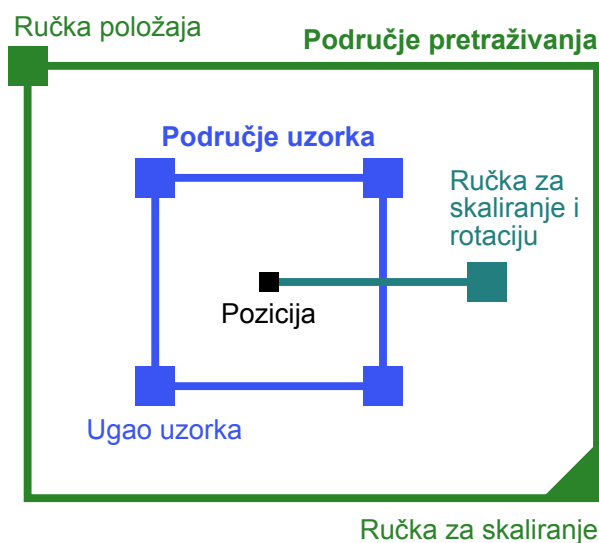 Ručka položaja
Područje pretraživanja
Područje uzorka
Ručka za
skaliranje i
rotaciju
Pozicija
Ugao uzorka
Ručka za skaliranje